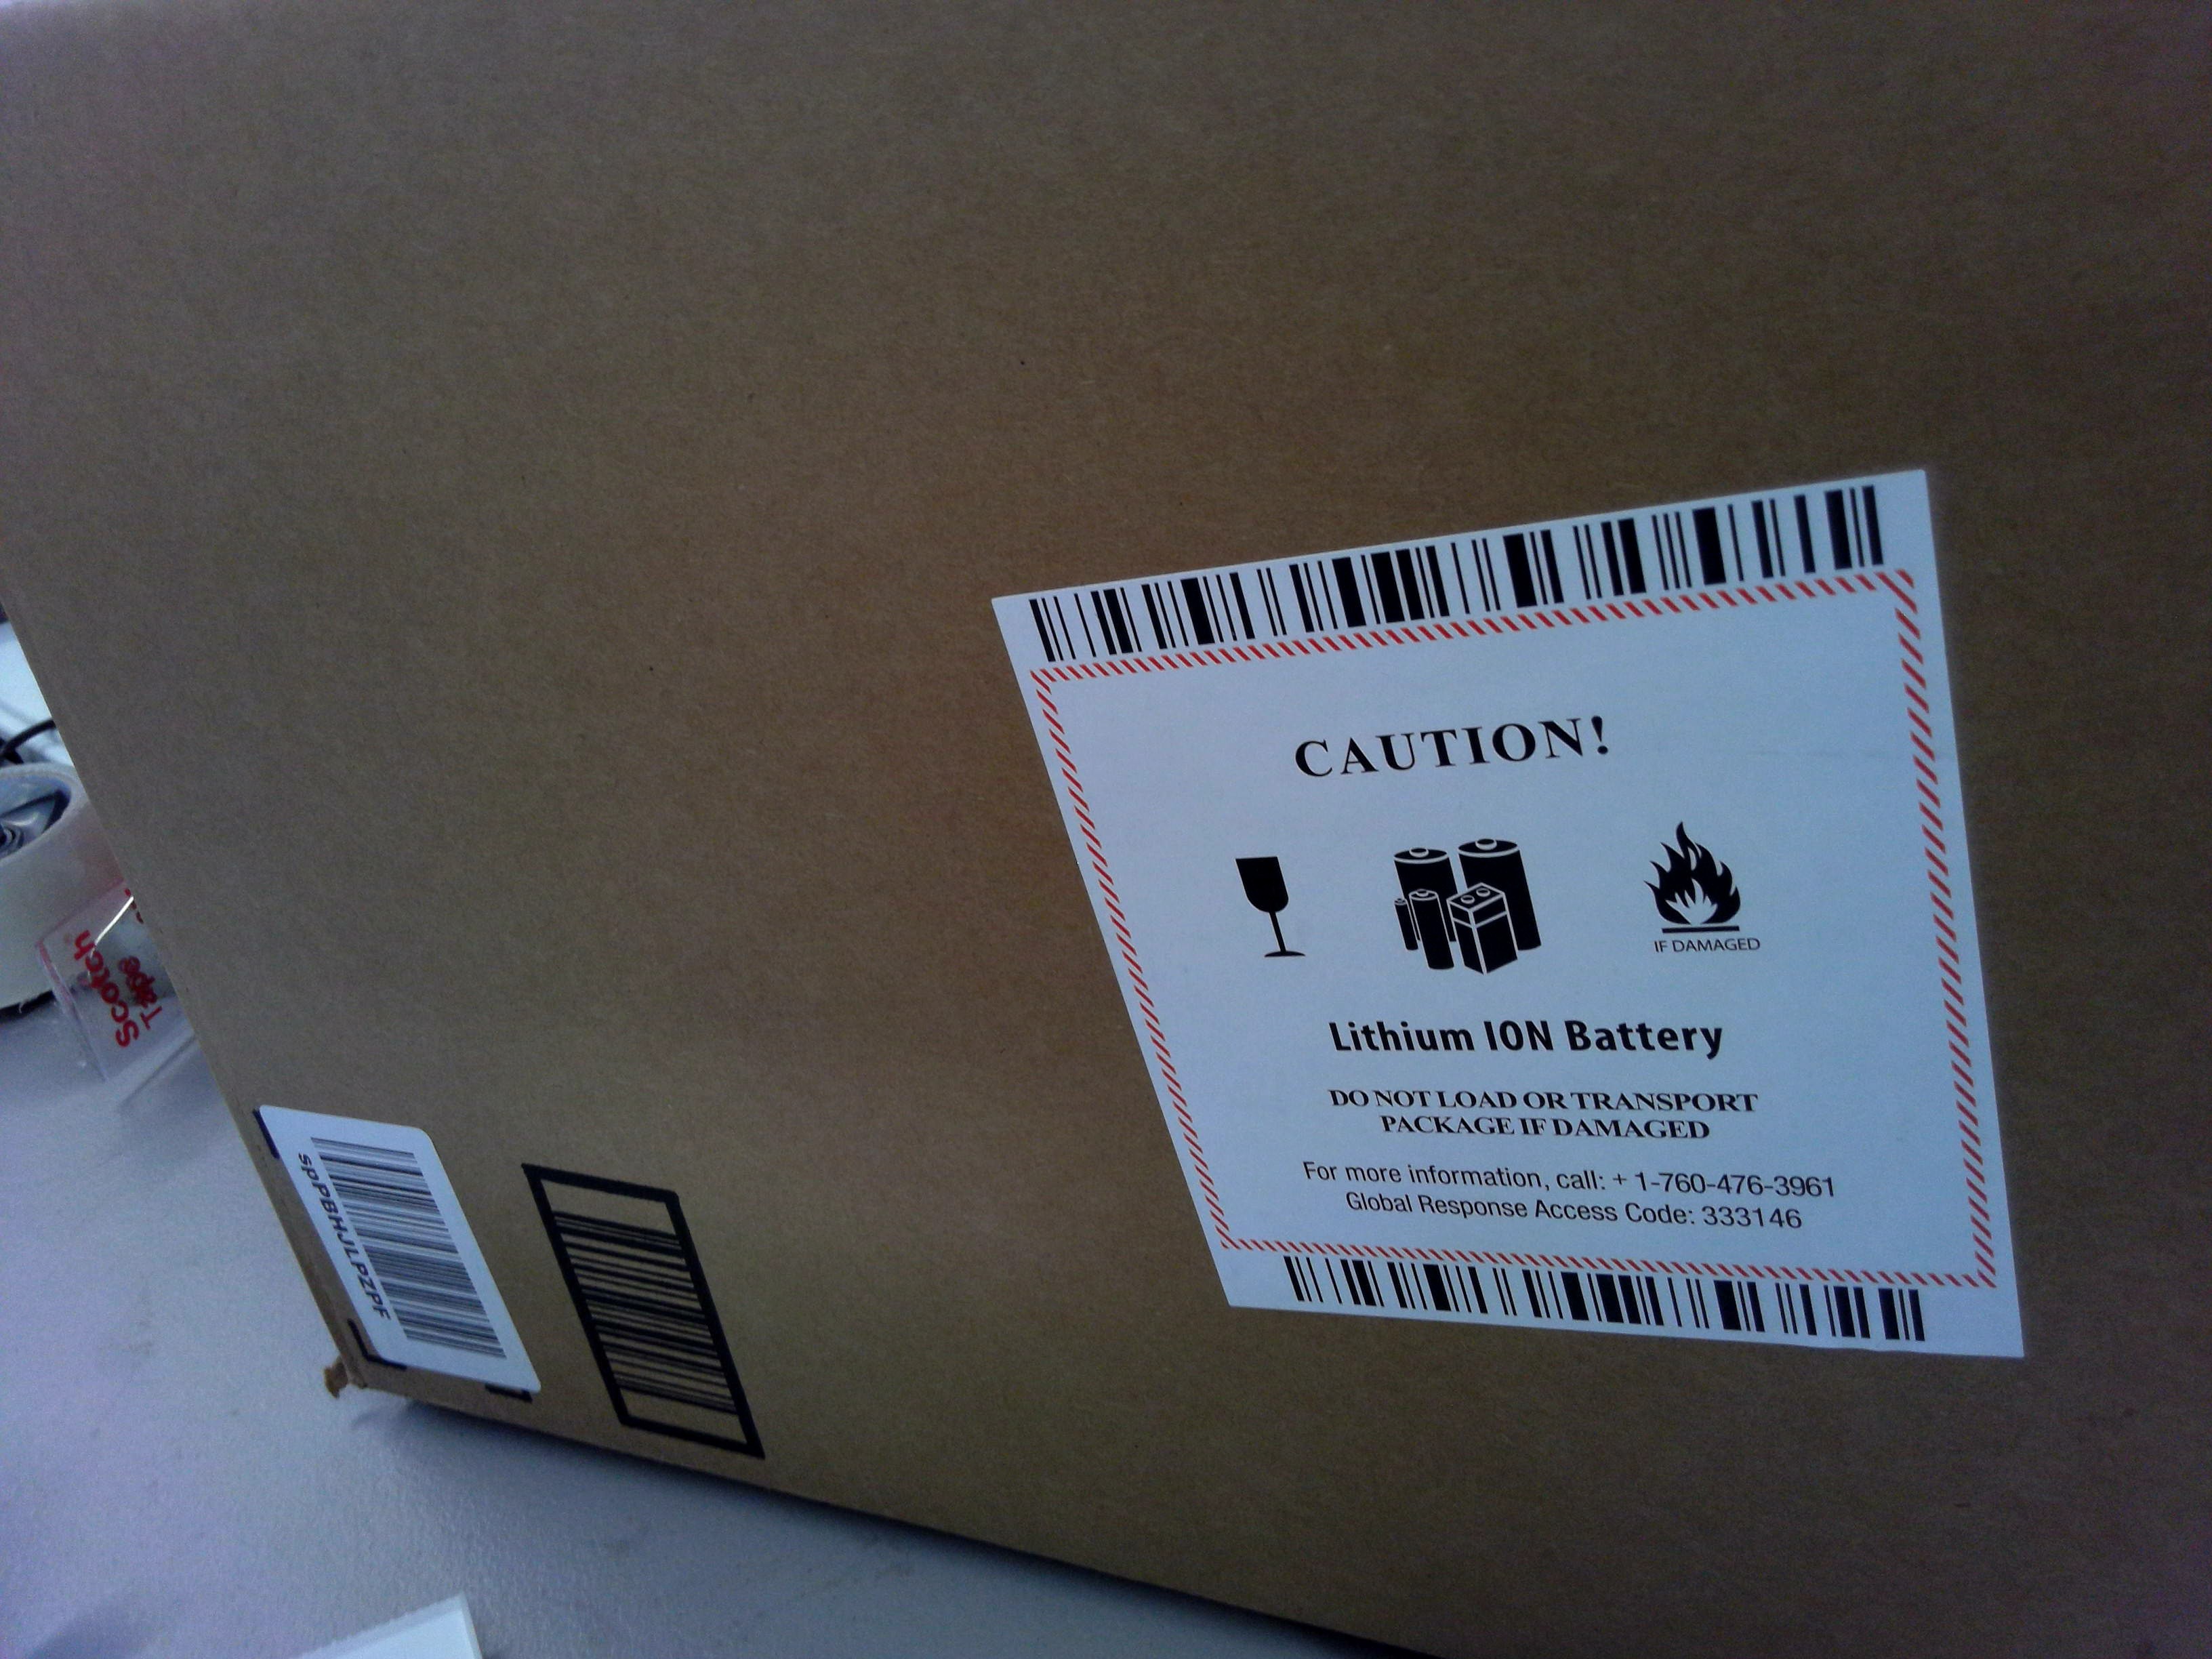 CAUTION!
IF DAMAGED
Lithium ION Battery
DO NOT LOAD OR TRANSPORT
PACKAGE IF DAMAGED
For more information, call: + 1-760-476-3961
Global Response Access Code: 333146
spPBHJLPZPF
Scotch
Tape